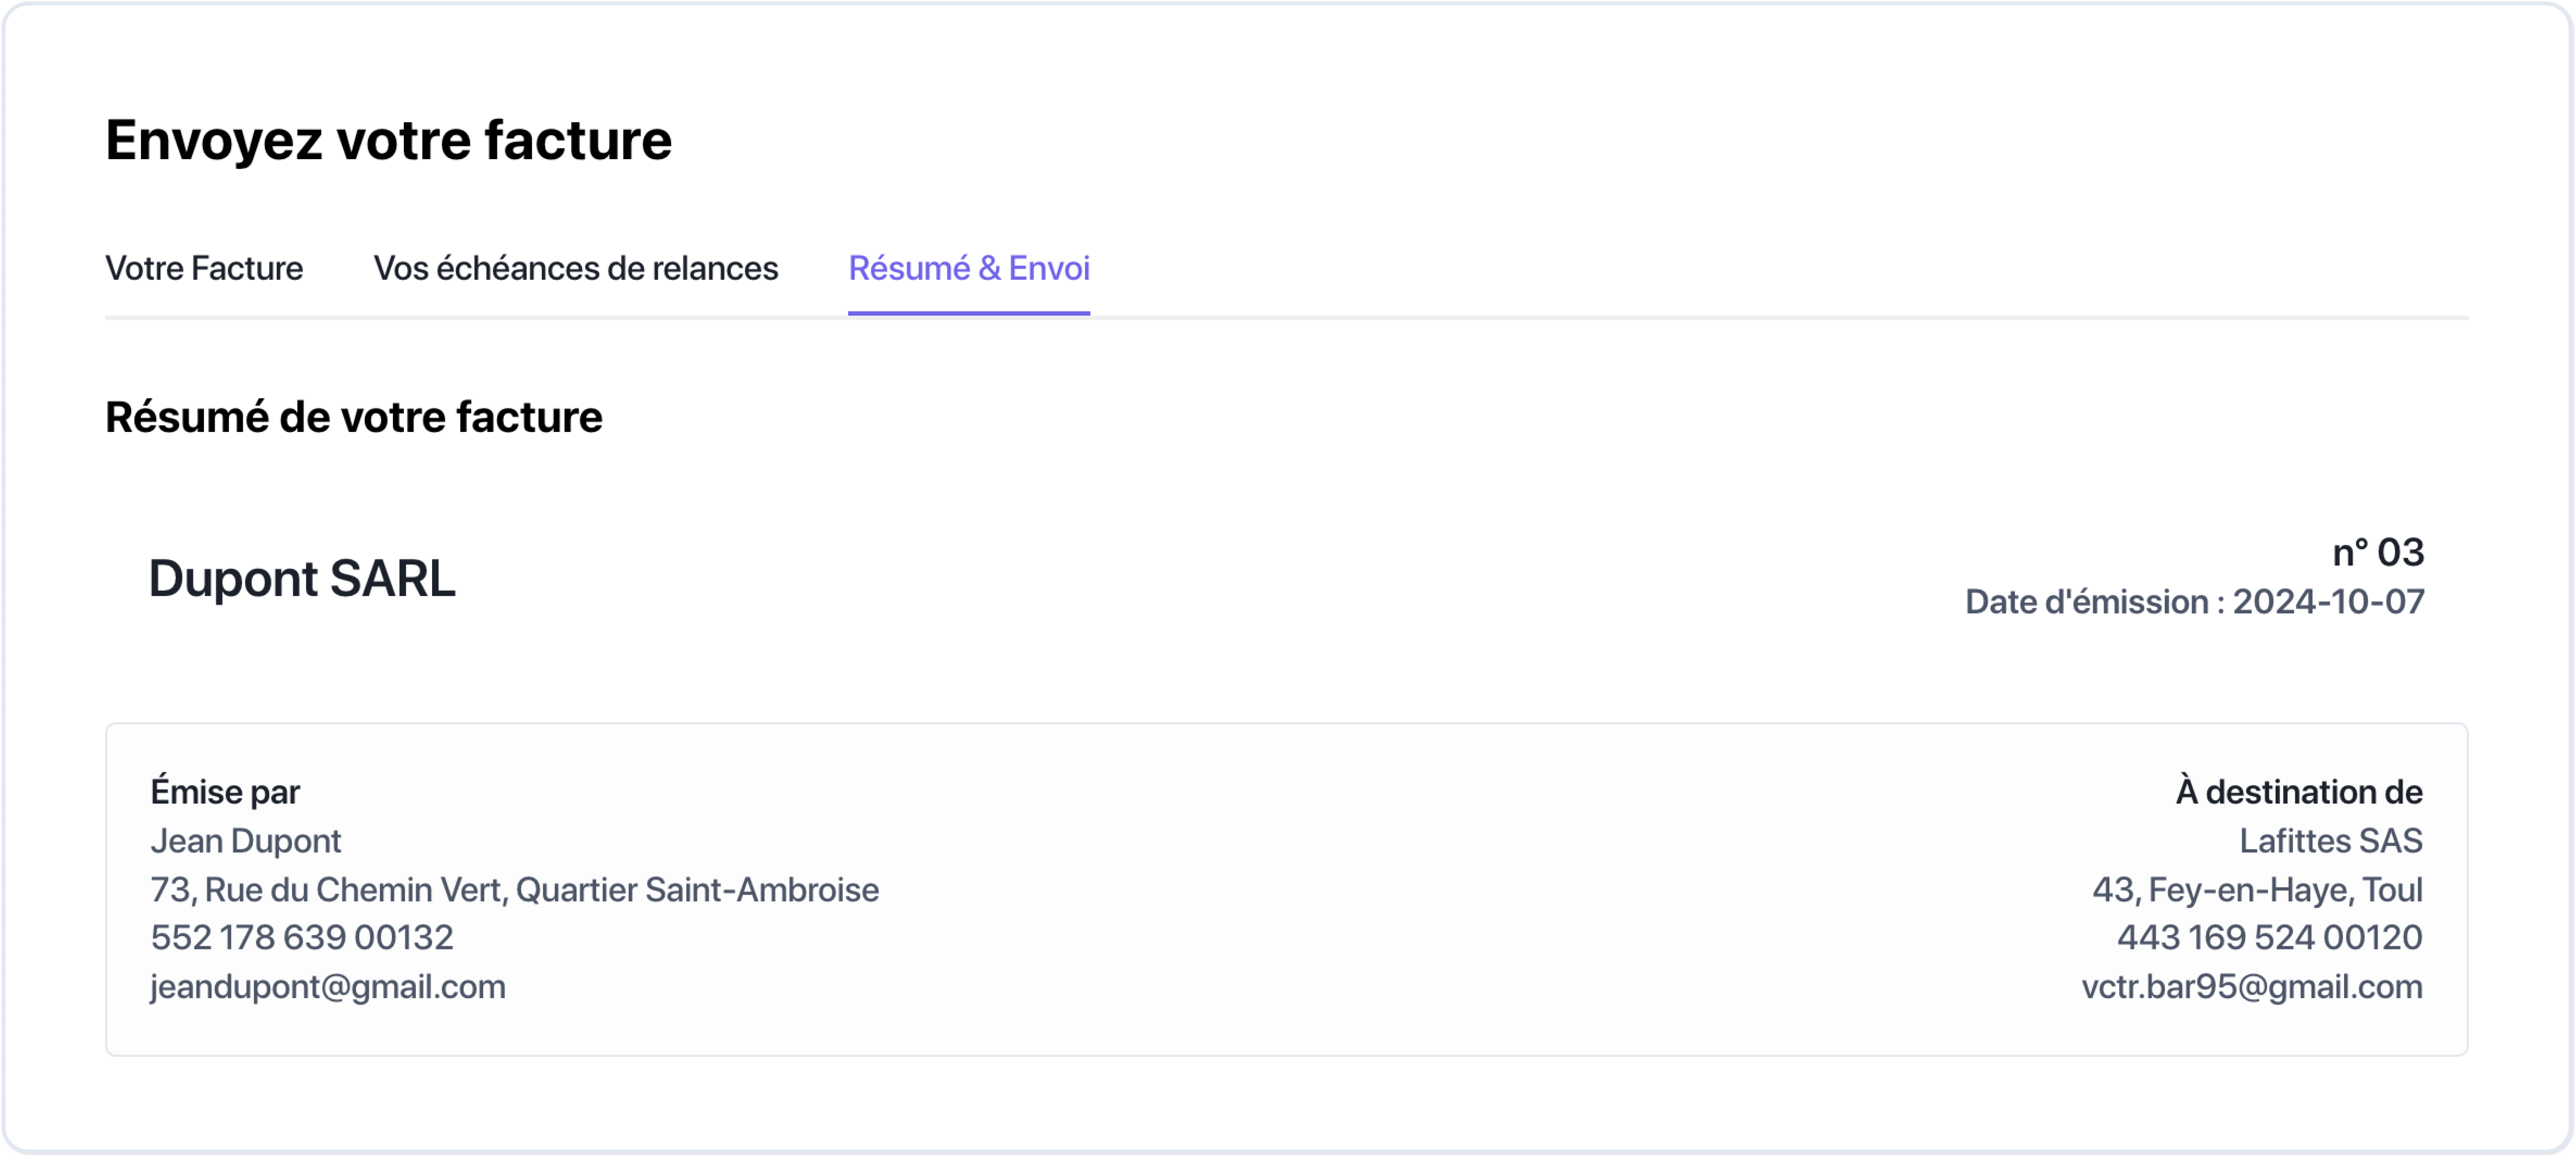 Envoyez votre facture
Votre Facture
Vos échéances de relances
Résumé & Envoi
Résumé de votre facture
Dupont SARL
n° 03
Date d'émission : 2024-10-07
Émise par
Jean Dupont
73, Rue du Chemin Vert, Quartier Saint-Ambroise
552 178 639 00132
jeandupont@gmail.com
À destination de
Lafittes SAS
43, Fey-en-Haye, Toul
443 169 524 00120
vctr.bar95@gmail.com